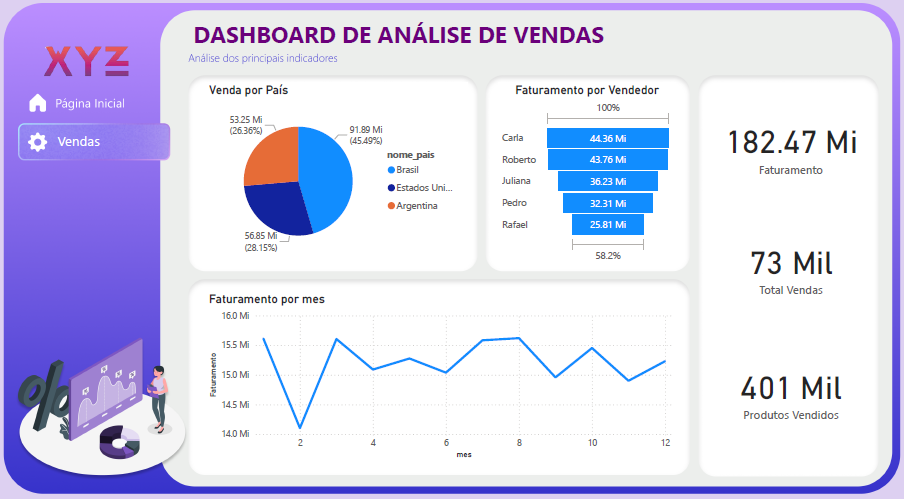 XYZ
Página Inicial
Vendas
DASHBOARD DE ANÁLISE DE VENDAS
Análise dos principais indicadores
Venda por País
53.25 Mi
(26.36%)
91.89 Mi
(45.49%)
56.85 Mi
(28.15%)
nome_pais
Brasil
Estados Uni...
Argentina
Faturamento por Vendedor
100%
Carla 44.36 Mi
Roberto 43.76 Mi
Juliana 36.23 Mi
Pedro 32.31 Mi
Rafael 25.81 Mi
58.2%
182.47 Mi
Faturamento
73 Mil
Total Vendas
401 Mil
Produtos Vendidos
Faturamento por mes
Faturamento
16.0 Mi
15.5 Mi
15.0 Mi
14.5 Mi
14.0 Mi
2 4 6 8 10 12
mes
%